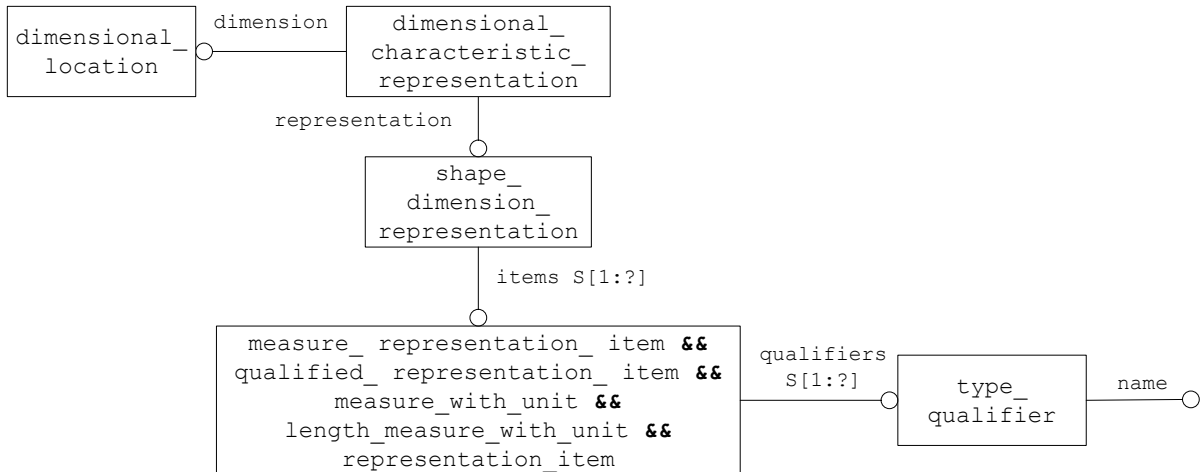 dimensional_
location
dimension
dimensional_
characteristic_
representation
representation
shape_
dimension_
representation
items S[1:?]
measure_ representation_ item &&
qualified_ representation_ item &&
measure_with_unit &&
length_measure_with_unit &&
representation_item
qualifiers
S[1:?]
type_
qualifier
name